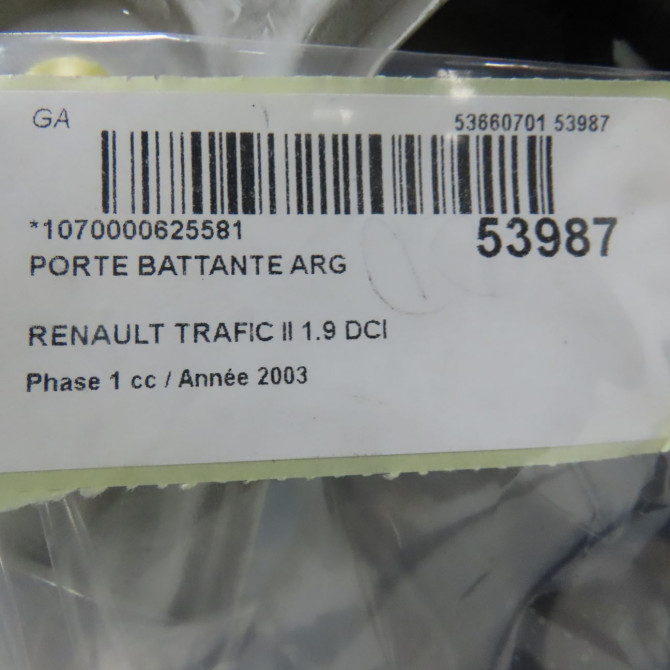 GA
53660701 53987
*1070000625581
53987
PORTE BATTANTE ARG
RENAULT TRAFIC II 1.9 DCI
Phase 1 cc / Année 2003